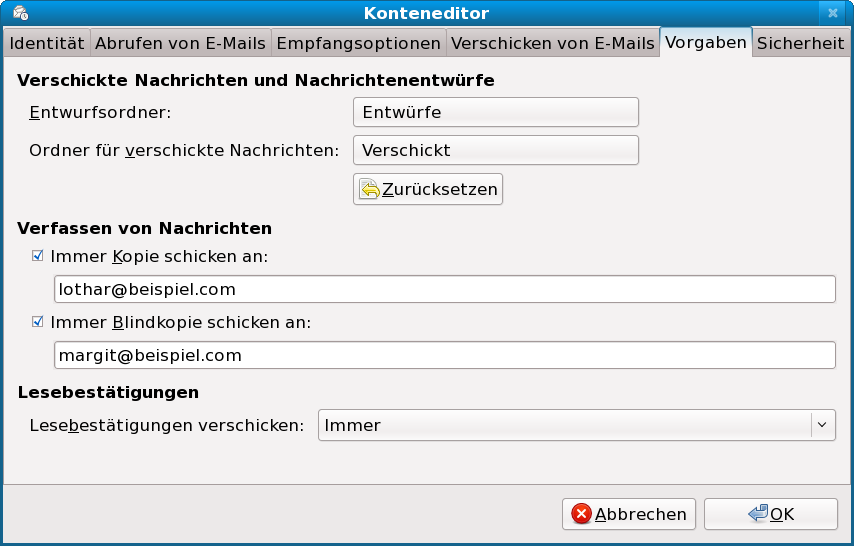 Konteneditor
Identität Abrufen von E-Mails Empfangsoptionen Verschicken von E-Mails Vorgaben Sicherheit
Verschickte Nachrichten und Nachrichtenentwürfe
Entwurfsordner: Entwürfe
Ordner für verschickte Nachrichten: Verschickt
Zurücksetzen
Verfassen von Nachrichten
Immer Kopie schicken an:
lothar@beispiel.com
Immer Blindkopie schicken an:
margit@beispiel.com
Lesebestätigungen
Lesebestätigungen verschicken: Immer
Abbrechen OK